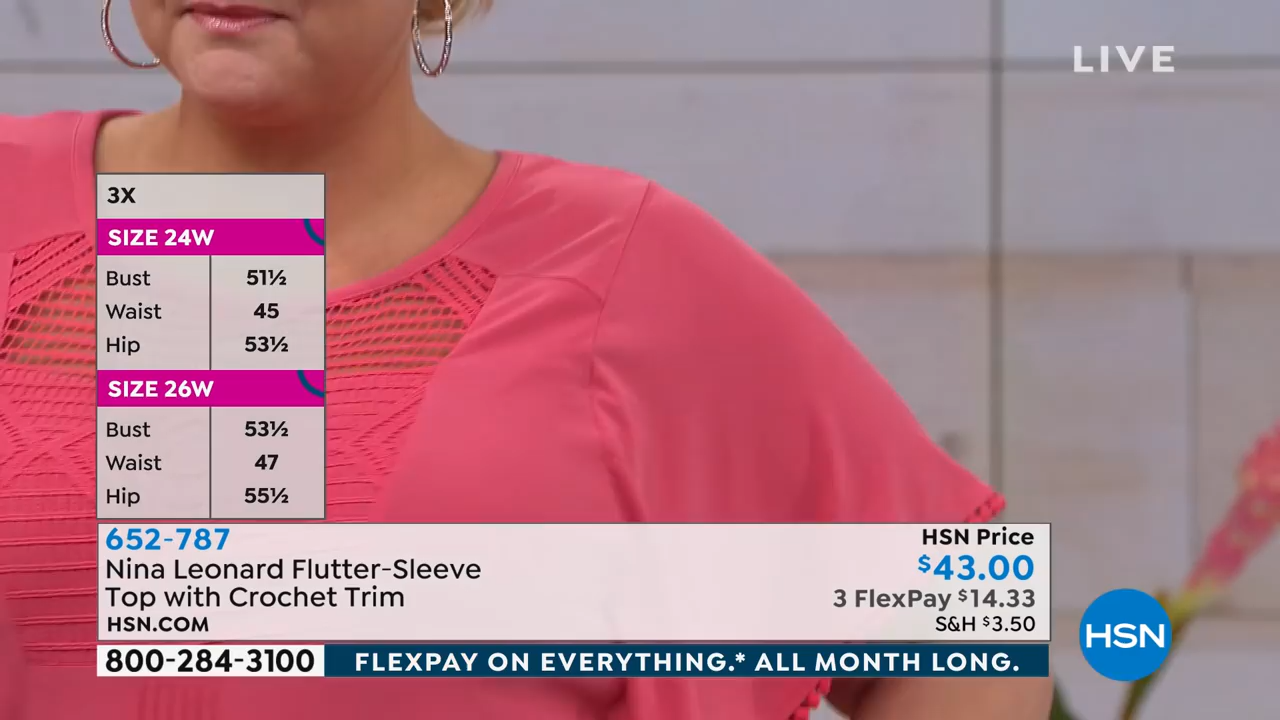 LIVE
3X
SIZE 24W
Bust 51½
Waist 45
Hip 53½
SIZE 26W
Bust 53½
Waist 47
Hip 55½
652-787
Nina Leonard Flutter-Sleeve
Top with Crochet Trim
HSN.COM
HSN Price
$43.00
3 FlexPay $14.33
S&H $3.50
HSN
800-284-3100 FLEXPAY ON EVERYTHING.* ALL MONTH LONG.